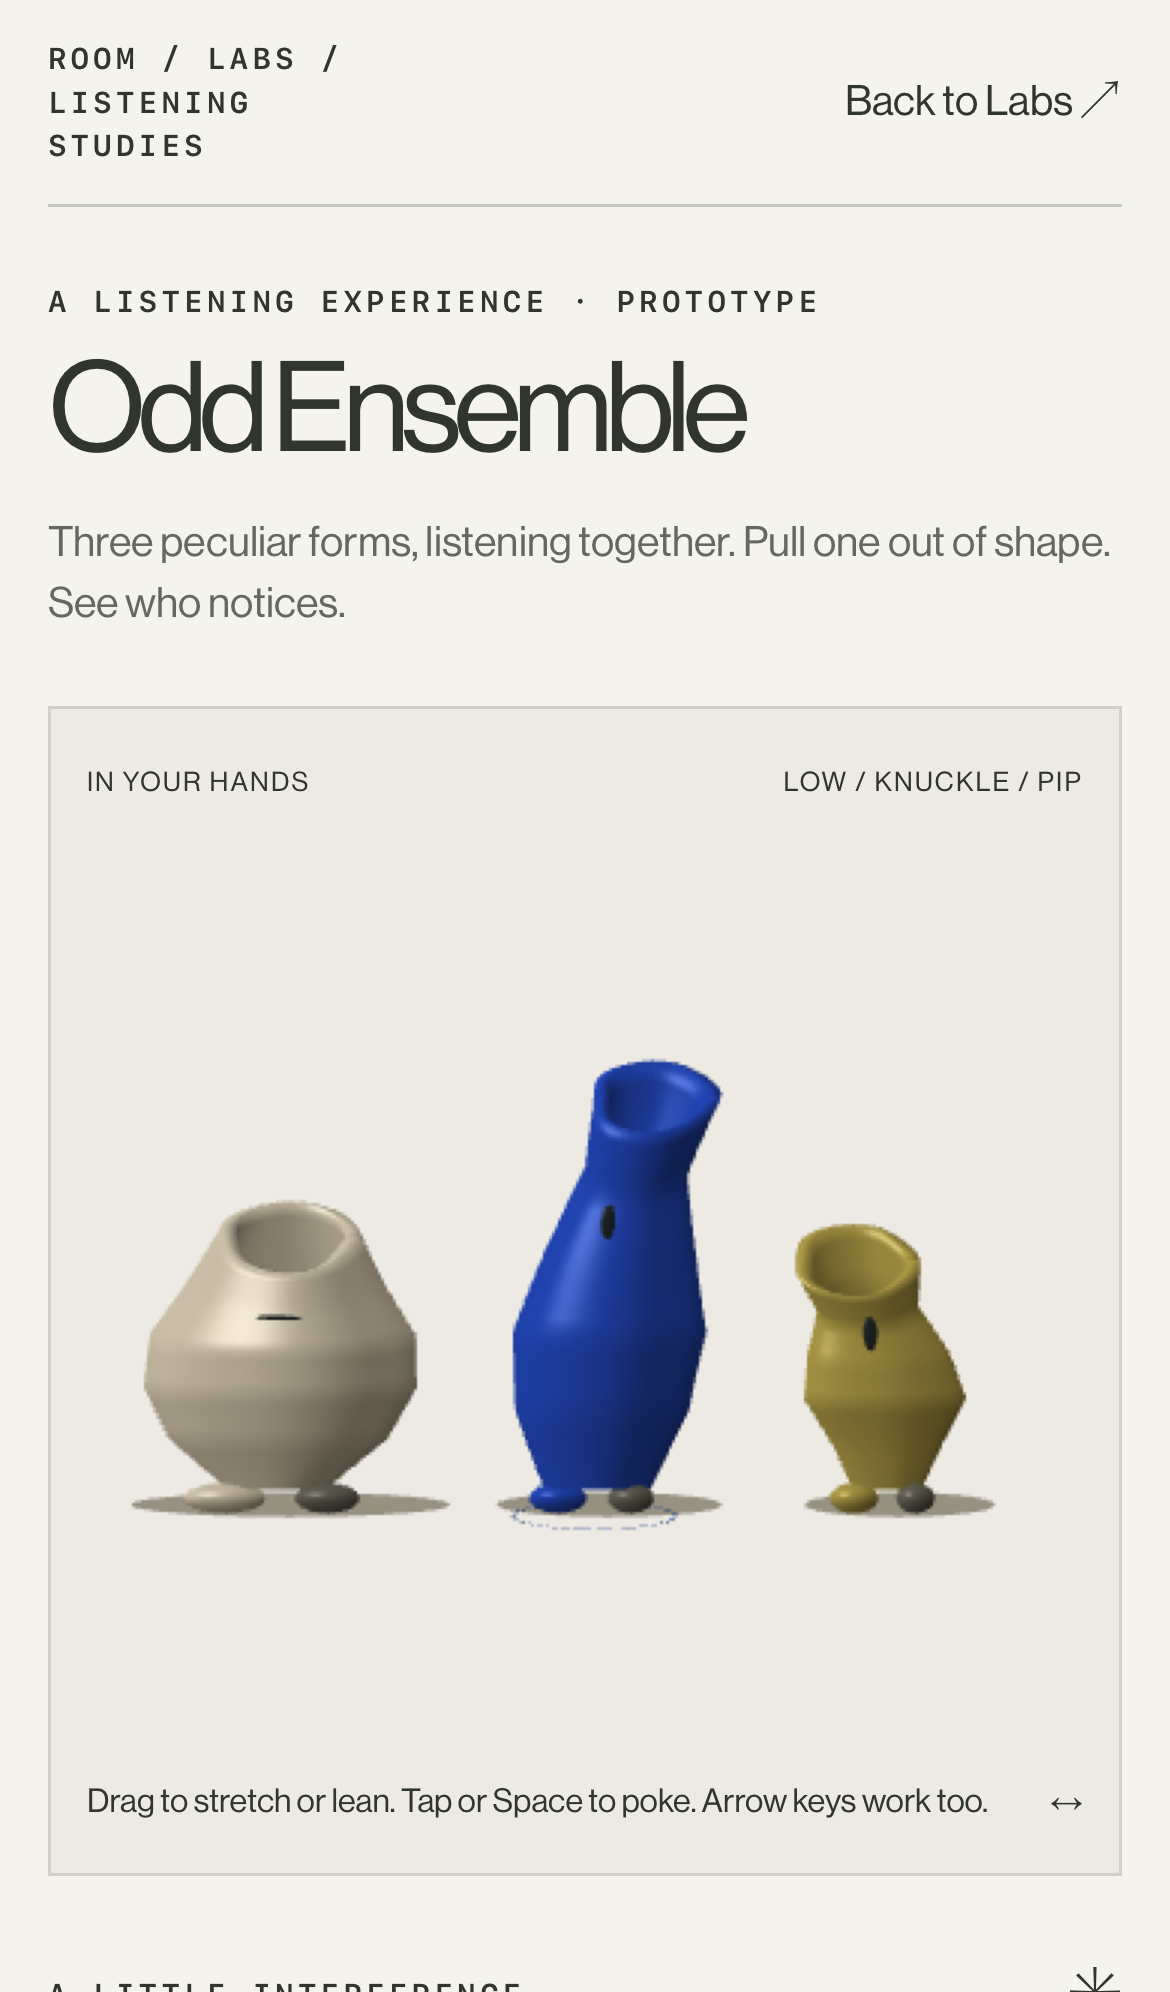 ROOM / LABS /
LISTENING
STUDIES
Back to Labs ↗
A LISTENING EXPERIENCE · PROTOTYPE
Odd Ensemble
Three peculiar forms, listening together. Pull one out of shape.
See who notices.
IN YOUR HANDS
LOW / KNUCKLE / PIP
Drag to stretch or lean. Tap or Space to poke. Arrow keys work too. ↔
A LITTLE INTERFERENCE